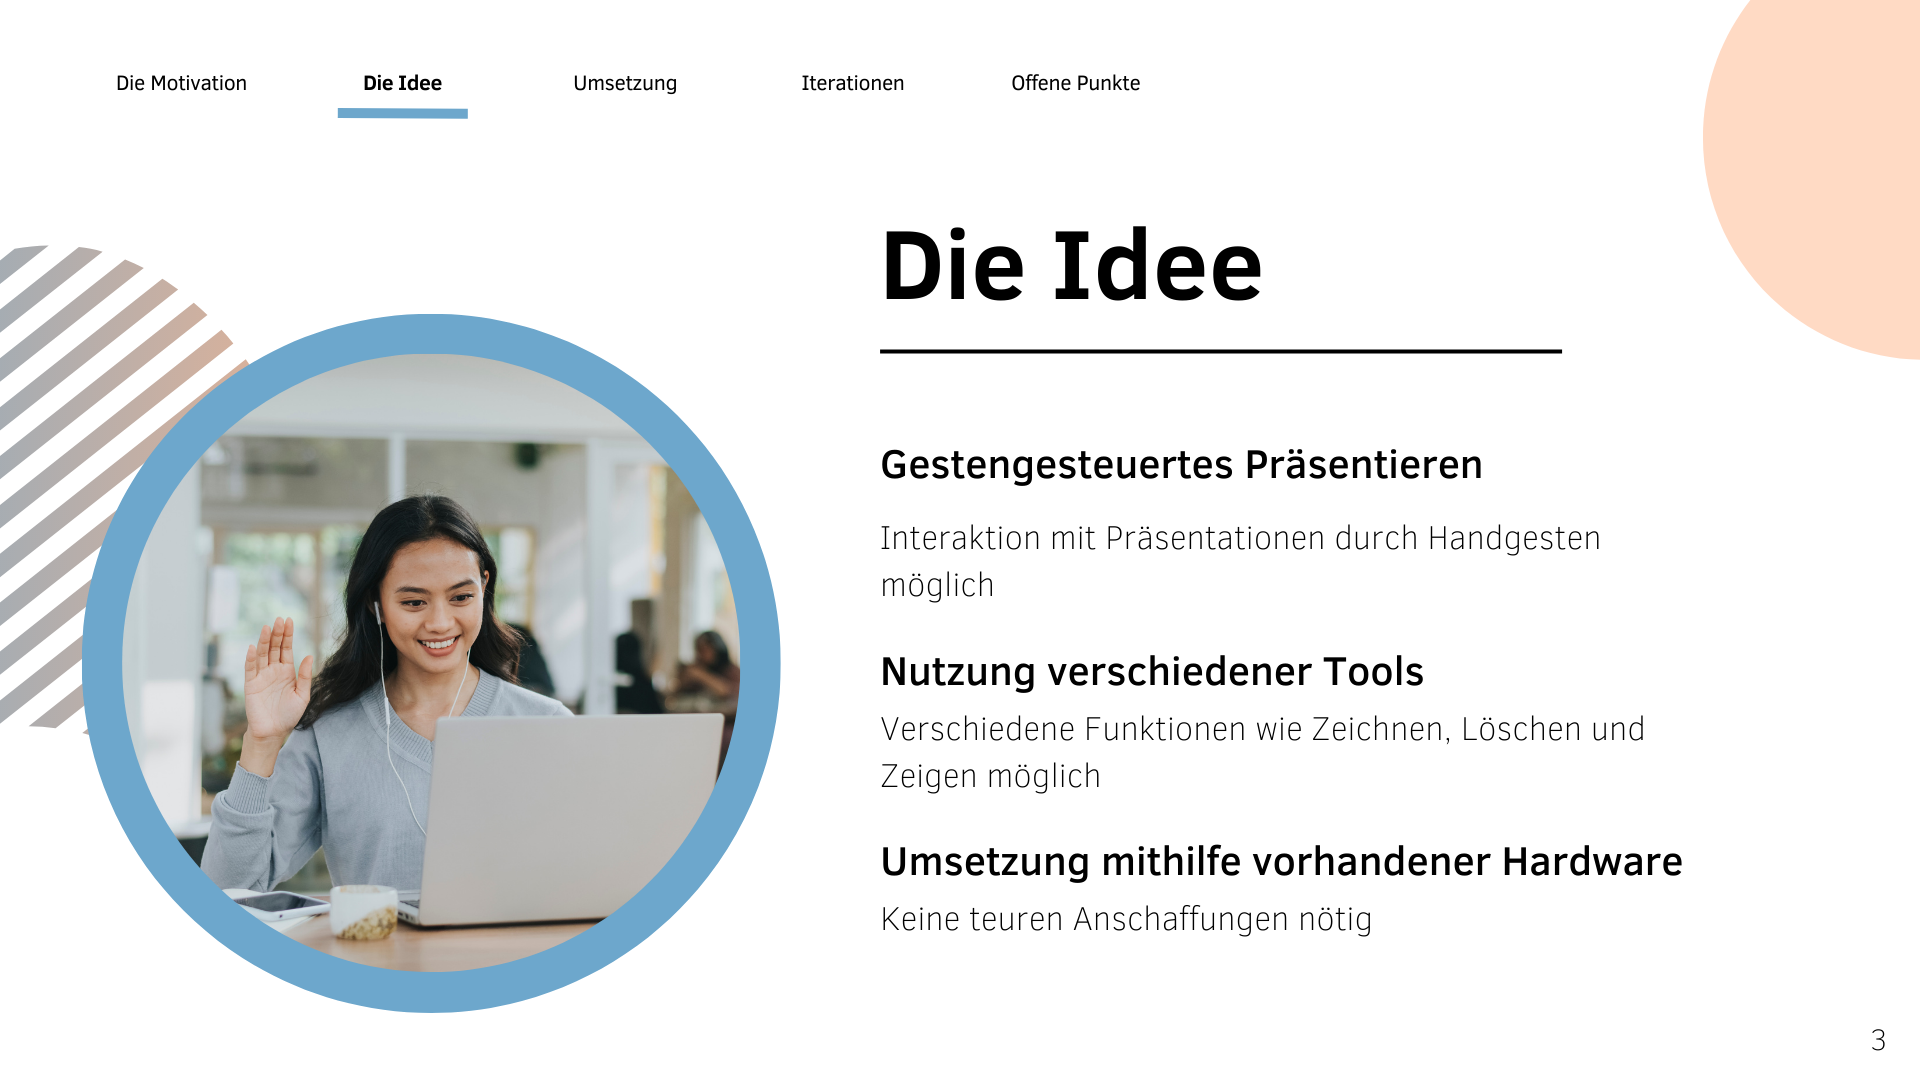 Die Motivation
Die Idee
Umsetzung
Iterationen
Offene Punkte
Die Idee
Gestengesteuertes Präsentieren
Interaktion mit Präsentationen durch Handgesten
möglich
Nutzung verschiedener Tools
Verschiedene Funktionen wie Zeichnen, Löschen und
Zeigen möglich
Umsetzung mithilfe vorhandener Hardware
Keine teuren Anschaffungen nötig
3